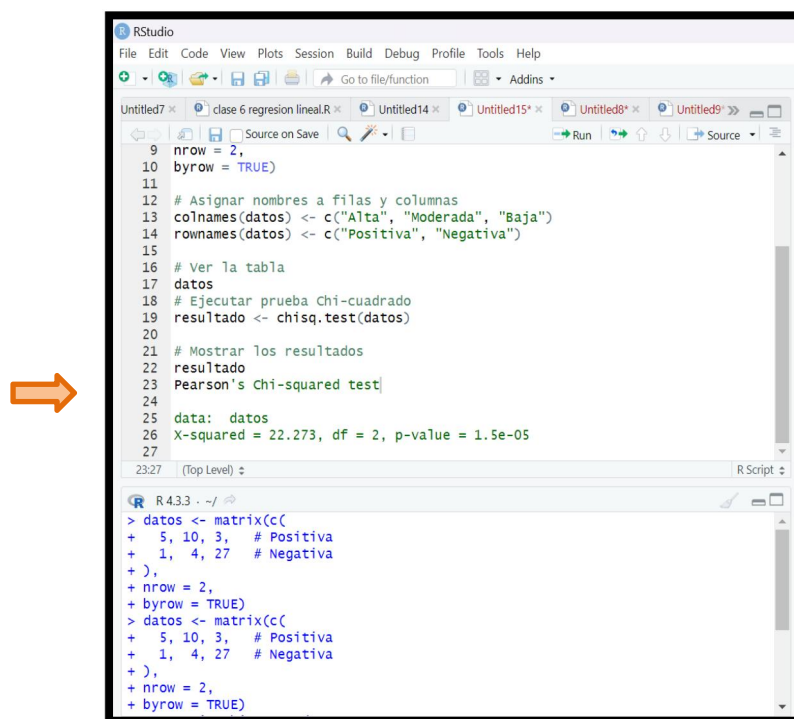 RStudio
File Edit Code View Plots Session Build Debug Profile Tools Help
Go to file/function Addins
Untitled7 clase 6 regresion lineal.R Untitled14 Untitled15* Untitled8* Untitled9*
Source on Save Run Source
9 nrow = 2,
10 byrow = TRUE)
11
12 # Asignar nombres a filas y columnas
13 colnames(datos) <- c("Alta", "Moderada", "Baja")
14 rownames(datos) <- c("Positiva", "Negativa")
15
16 # Ver la tabla
17 datos
18 # Ejecutar prueba Chi-cuadrado
19 resultado <- chisq.test(datos)
20
21 # Mostrar los resultados
22 resultado
23 Pearson's Chi-squared test
24
25 data:  datos
26 X-squared = 22.273, df = 2, p-value = 1.5e-05
27
23:27 (Top Level) R Script
R 4.3.3 · ~/
> datos <- matrix(c(
+   5, 10, 3,   # Positiva
+   1,  4, 27   # Negativa
+ ),
+ nrow = 2,
+ byrow = TRUE)
> datos <- matrix(c(
+   5, 10, 3,   # Positiva
+   1,  4, 27   # Negativa
+ ),
+ nrow = 2,
+ byrow = TRUE)